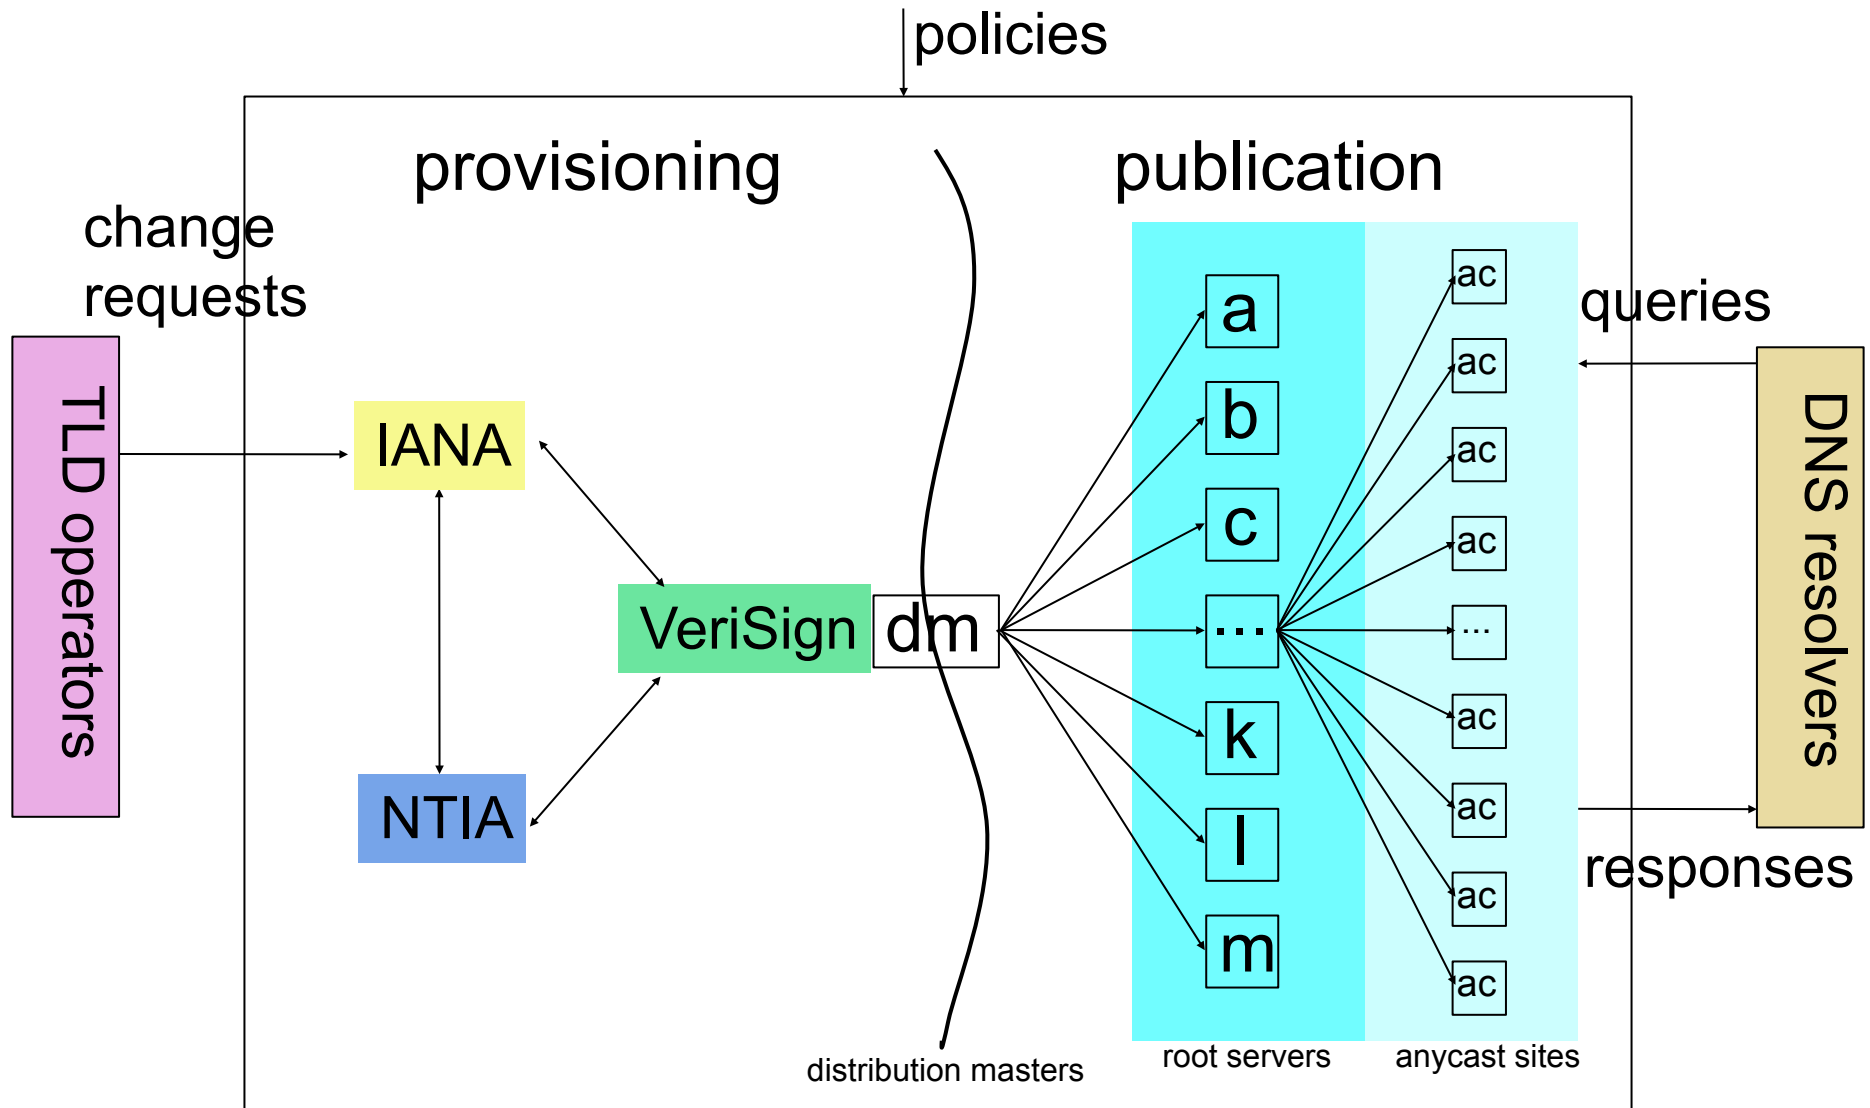 policies
provisioning
publication
change
requests
TLD operators
IANA
NTIA
VeriSign
dm
a
b
c
...
k
l
m
ac
ac
ac
ac
...
ac
ac
ac
ac
queries
DNS resolvers
responses
distribution masters
root servers
anycast sites